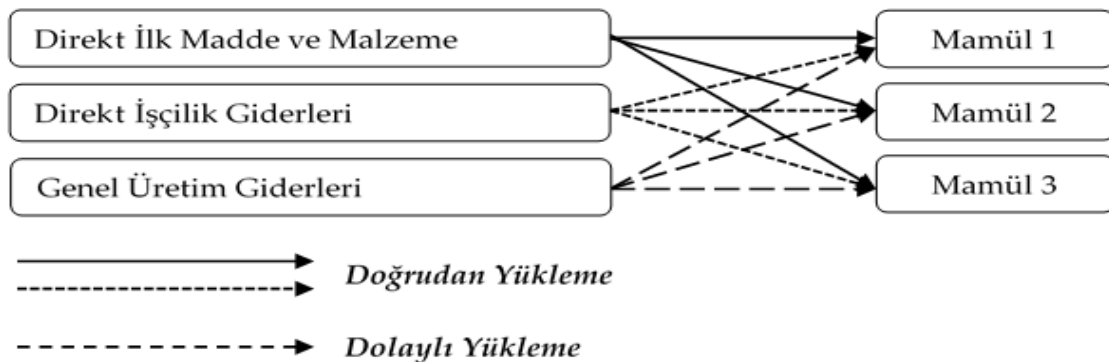 Direkt İlk Madde ve Malzeme
Mamül 1
Direkt İşçilik Giderleri
Mamül 2
Genel Üretim Giderleri
Mamül 3
Doğrudan Yükleme
Dolaylı Yükleme